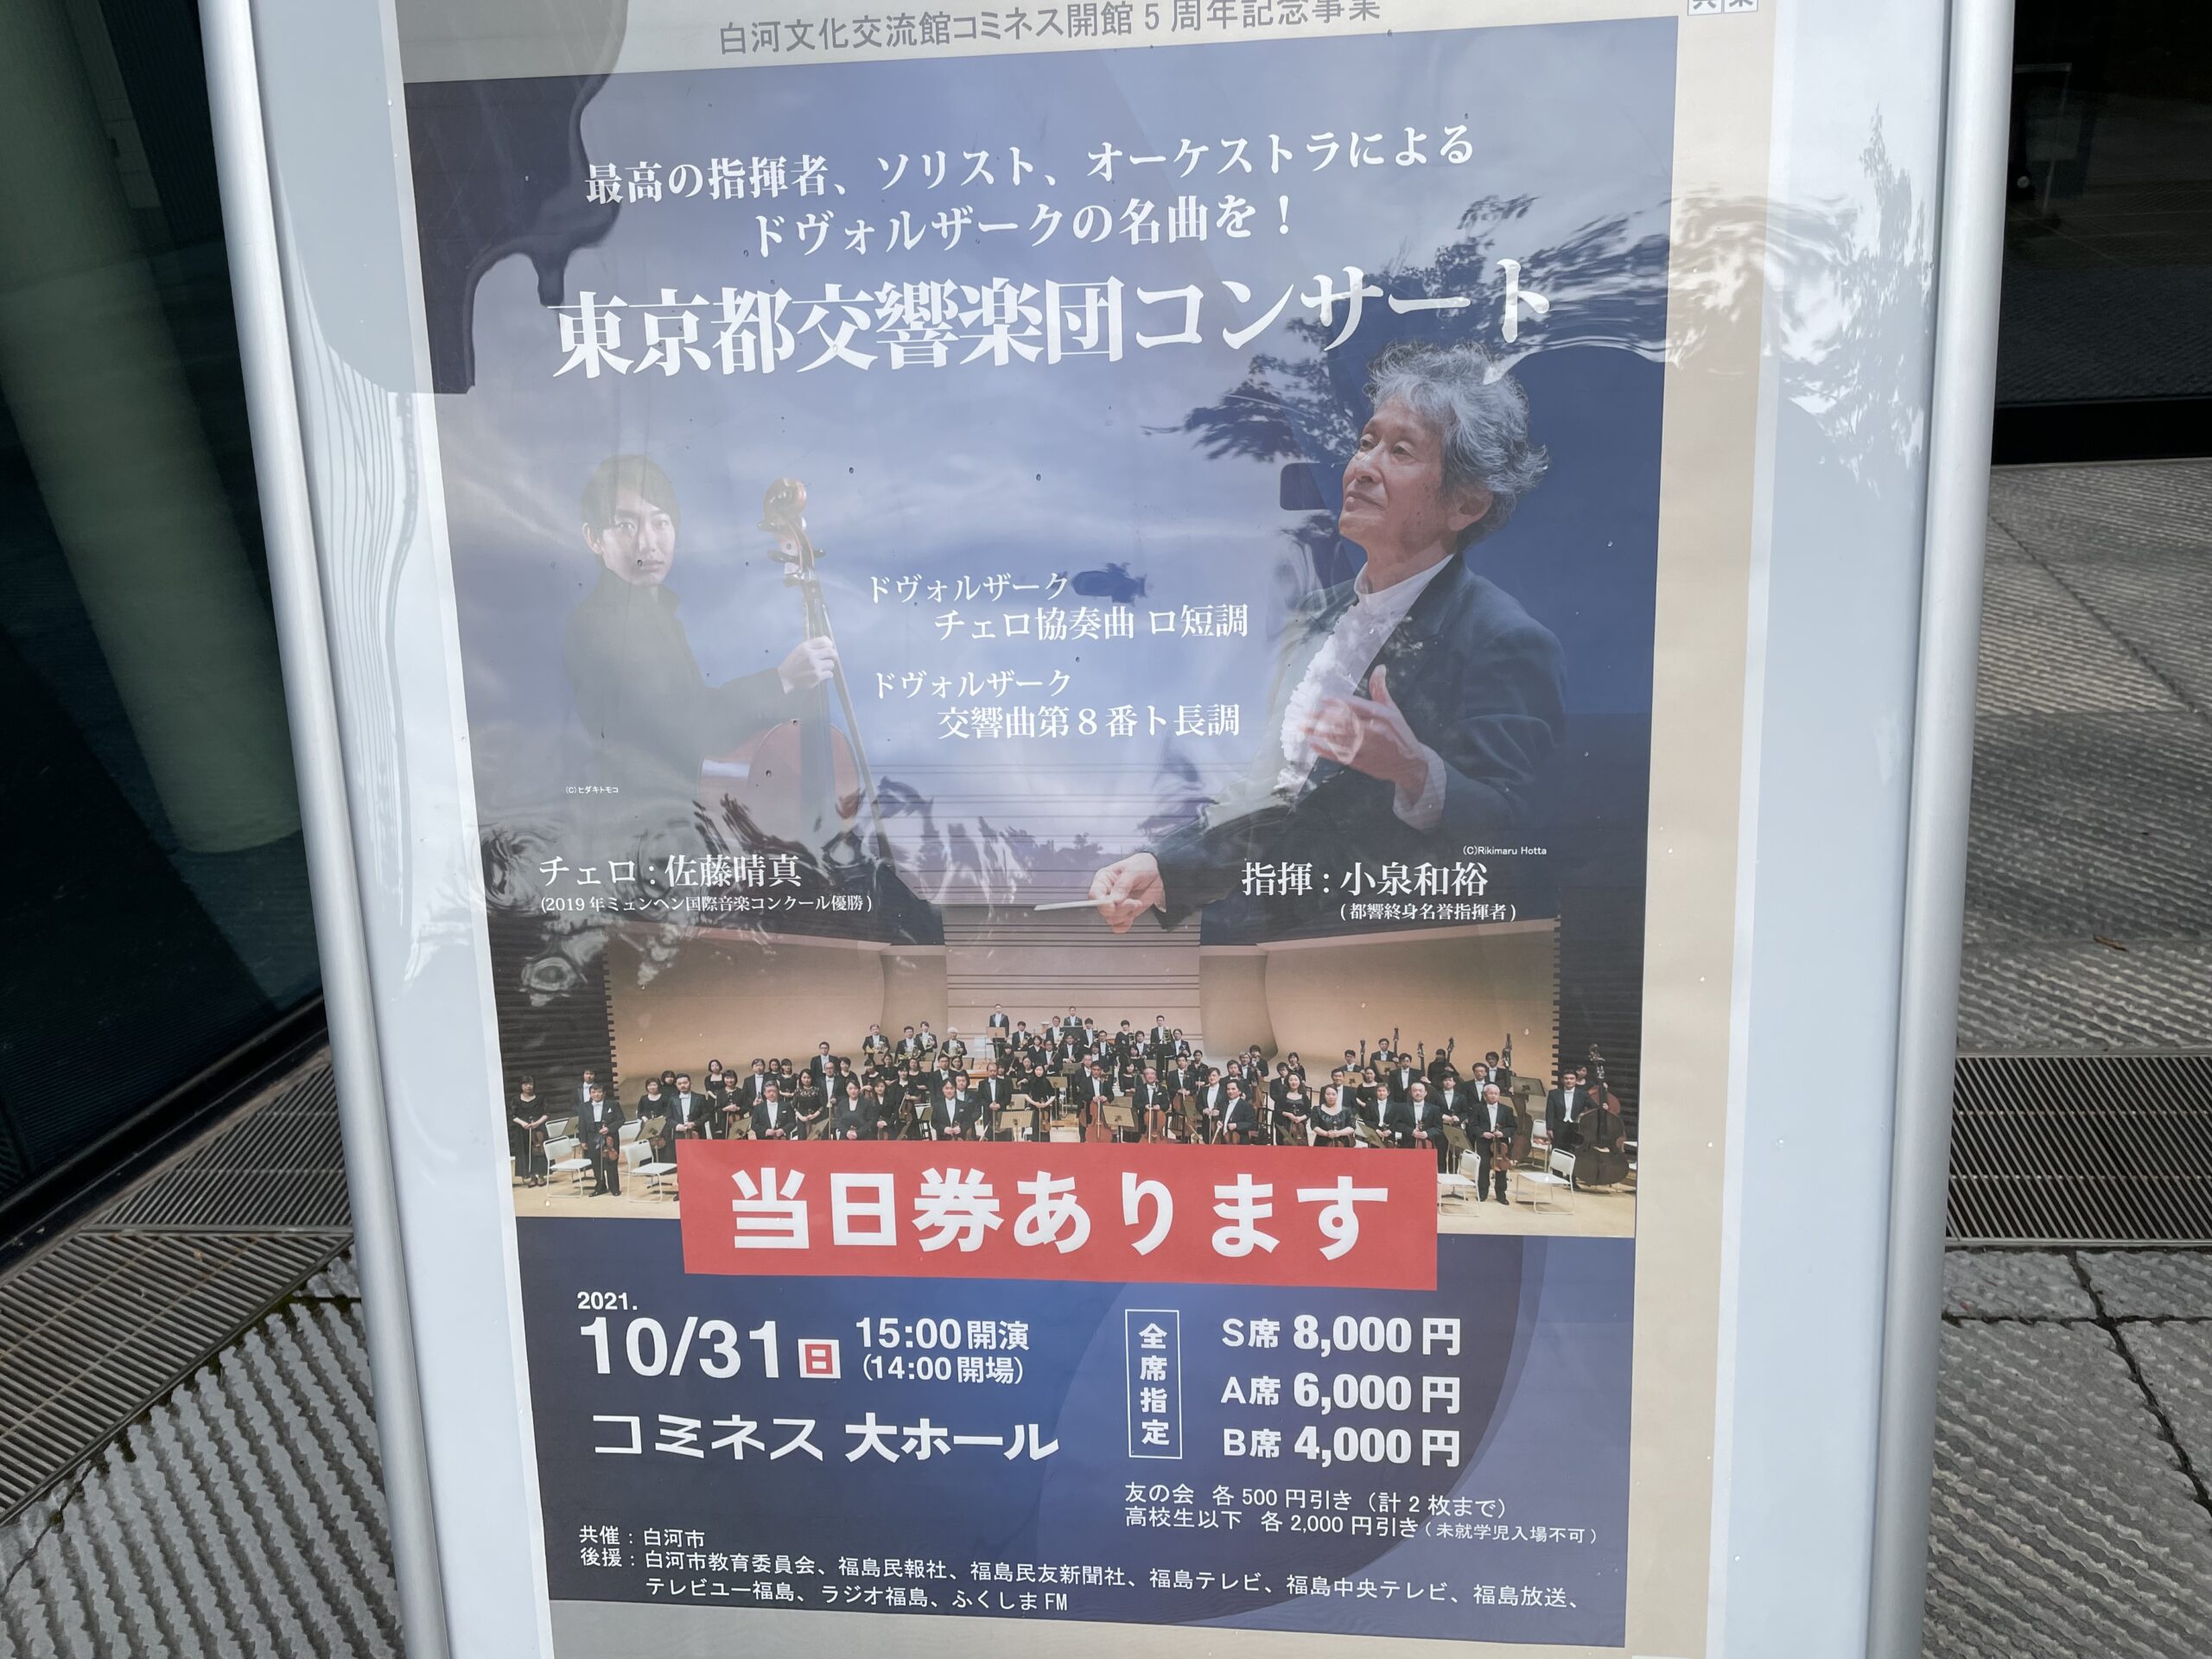 白河文化交流館コミネス開館5周年記念事業
最高の指揮者、ソリスト、オーケストラによる
ドヴォルザークの名曲を！
東京都交響楽団コンサート
ドヴォルザーク
チェロ協奏曲 ロ短調
ドヴォルザーク
交響曲第8番ト長調
(C)ヒダキトモコ
(C)Rikimaru Hotta
チェロ：佐藤晴真
(2019年ミュンヘン国際音楽コンクール優勝)
指揮：小泉和裕
(都響終身名誉指揮者)
当日券あります
2021.
10/31日 15:00開演
(14:00開場)
コミネス 大ホール
全席指定
S席 8,000円
A席 6,000円
B席 4,000円
友の会 各500円引き（計2枚まで）
高校生以下 各2,000円引き（未就学児入場不可）
共催：白河市
後援：白河市教育委員会、福島民報社、福島民友新聞社、福島テレビ、福島中央テレビ、福島放送、
テレビユー福島、ラジオ福島、ふくしまFM